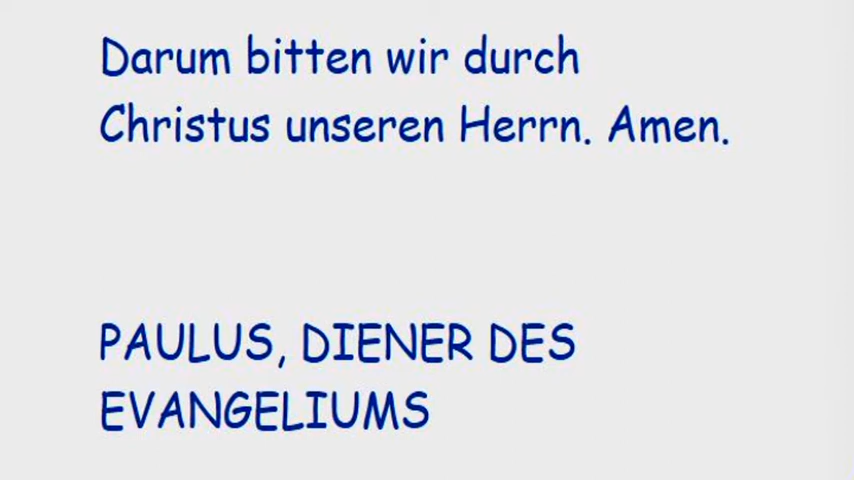 Darum bitten wir durch
Christus unseren Herrn. Amen.
PAULUS, DIENER DES
EVANGELIUMS